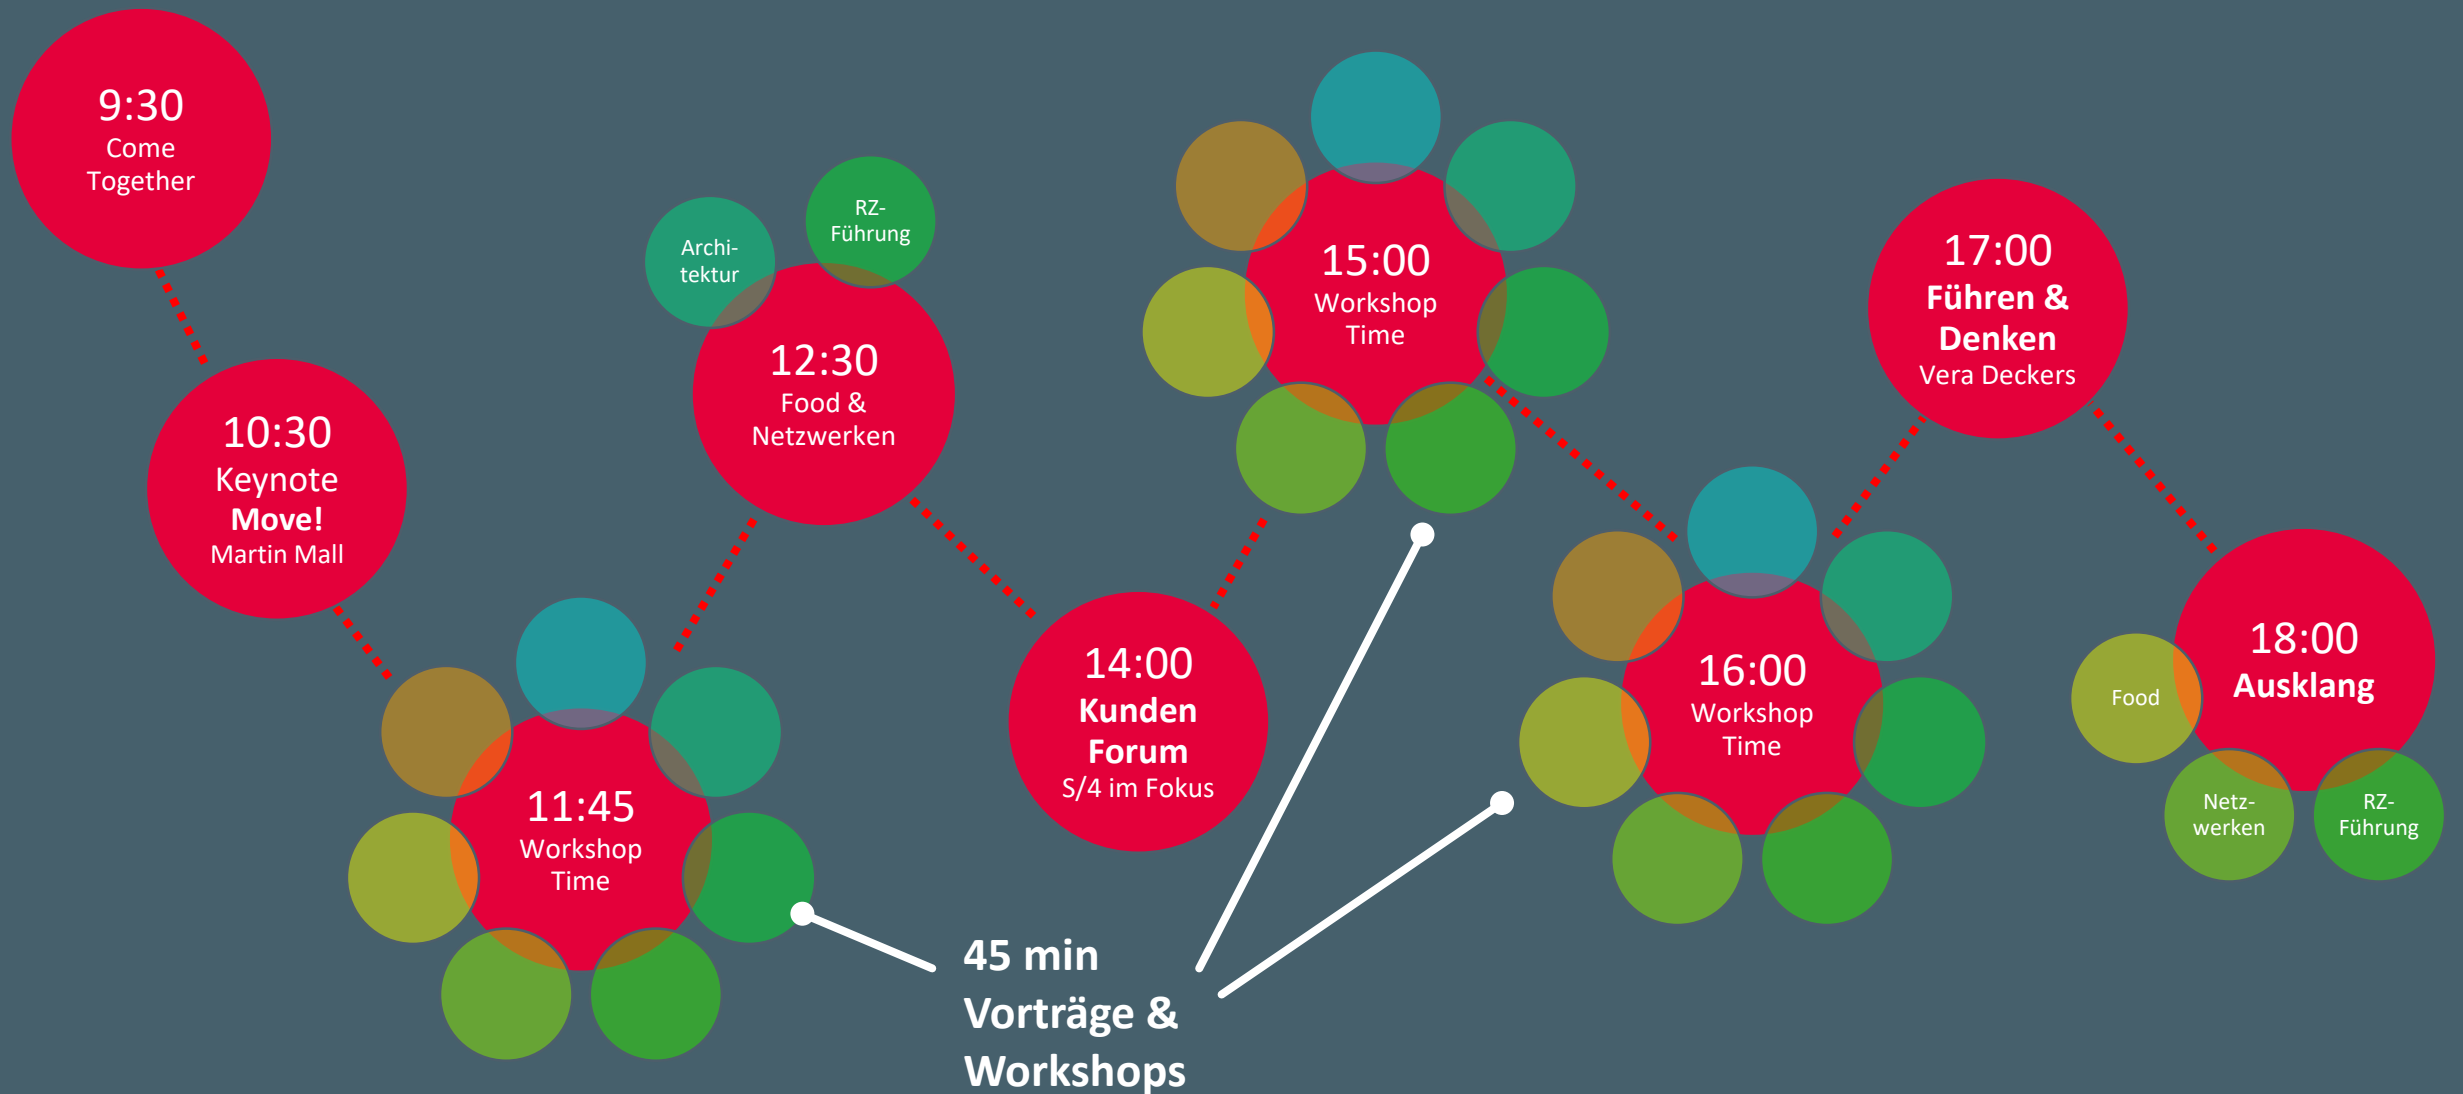 9:30
Come
Together
10:30
Keynote
Move!
Martin Mall
11:45
Workshop
Time
Archi-
tektur
RZ-
Führung
12:30
Food &
Netzwerken
14:00
Kunden
Forum
S/4 im Fokus
15:00
Workshop
Time
16:00
Workshop
Time
17:00
Führen &
Denken
Vera Deckers
18:00
Ausklang
Food
Netz-
werken
RZ-
Führung
45 min
Vorträge &
Workshops